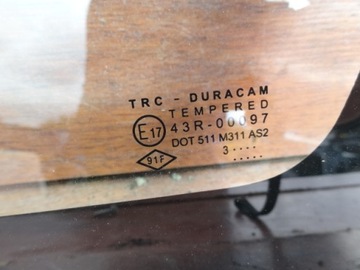 TRC - DURACAM
TEMPERED
E17 43R-00097
DOT 511 M311 AS2
91F 3 ....
.....